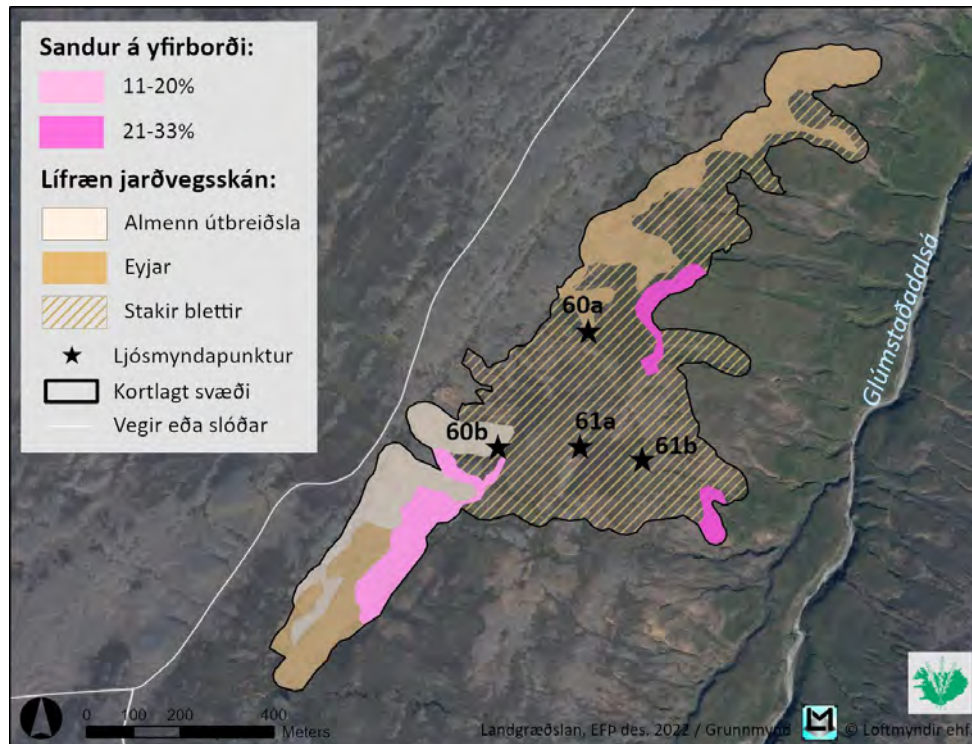 Sandur á yfirborði:
11-20%
21-33%
Lífræn jarðvegsskán:
Almenn útbreiðsla
Eyjar
Stakir blettir
Ljósmyndapunktur
Kortlagt svæði
Vegir eða slóðar
60a
60b
61a
61b
Glúmstaðadalsá
0 100 200 400
Meters
Landgræðslan, EFÞ des. 2022 / Grunnmynd © Loftmyndir ehf